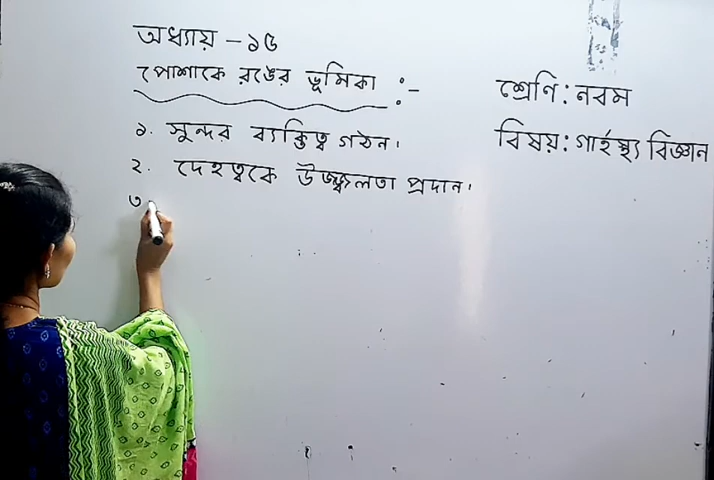 অধ্যায় - ১৫
পোশাকে রঙের ভূমিকা :-
১. সুন্দর ব্যক্তিত্ব গঠন।
২. দেহত্বকে উজ্জ্বলতা প্রদান।
৩
শ্রেণি: নবম
বিষয়: গার্হস্থ্য বিজ্ঞান